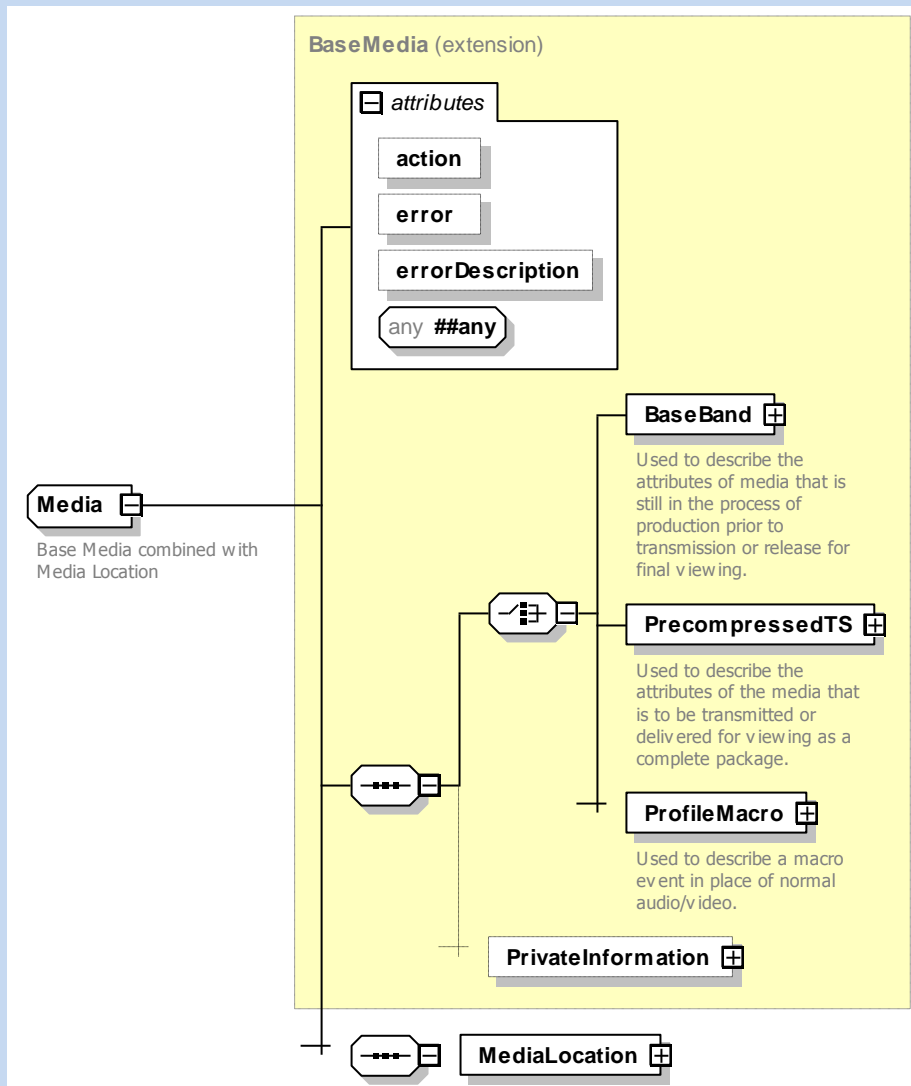 BaseMedia (extension)
attributes
action
error
errorDescription
any ##any
BaseBand
Used to describe the
attributes of media that is
still in the process of
production prior to
transmission or release for
final viewing.
Media
Base Media combined with
Media Location
PrecompressedTS
Used to describe the
attributes of the media that
is to be transmitted or
delivered for viewing as a
complete package.
ProfileMacro
Used to describe a macro
event in place of normal
audio/video.
PrivateInformation
MediaLocation